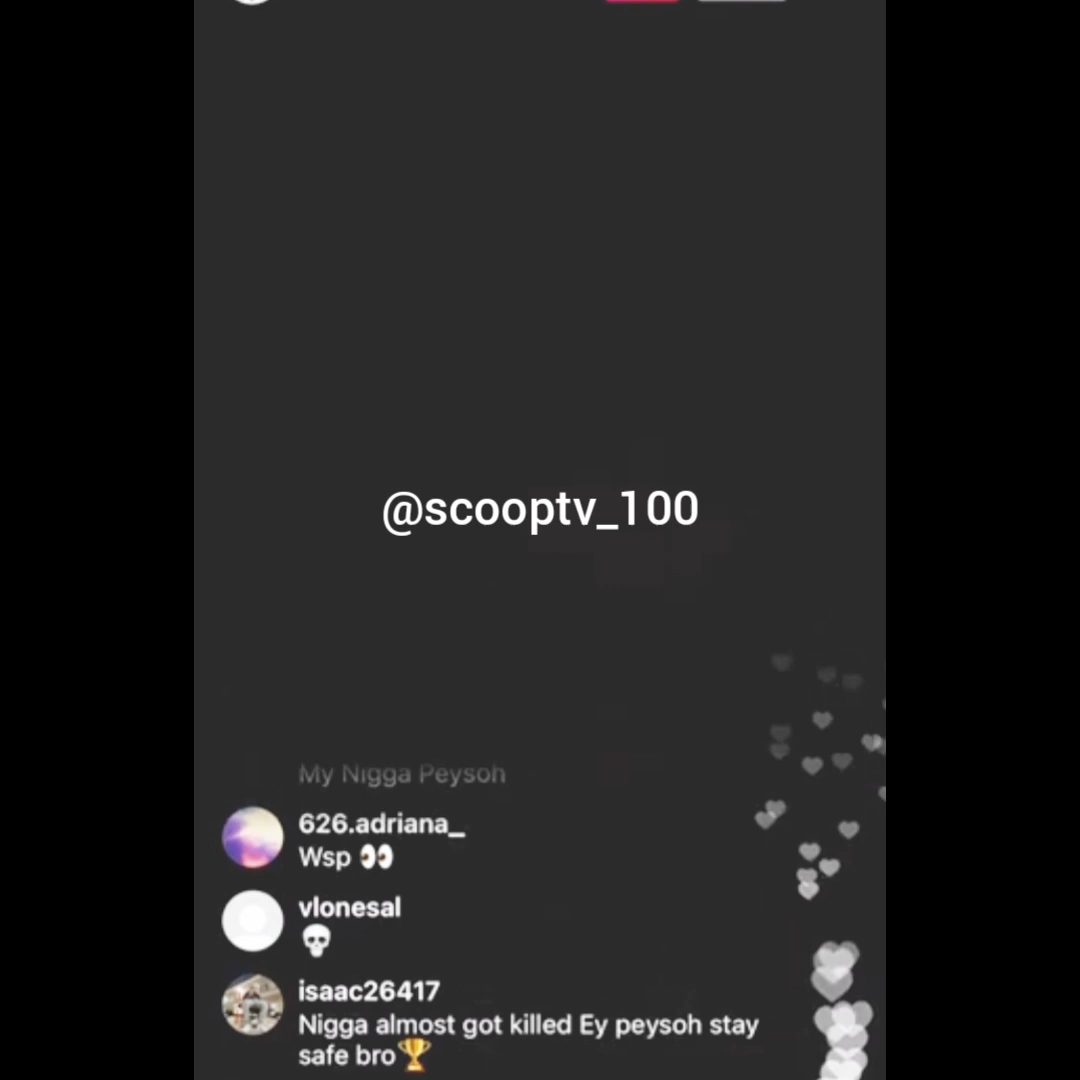 @scooptv_100
My Nigga Peysoh
626.adriana_
Wsp 👀
vlonesal
💀
isaac26417
Nigga almost got killed Ey peysoh stay
safe bro🏆